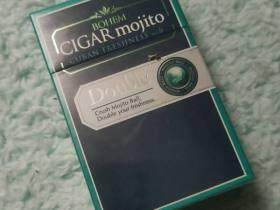 BOHEM
CIGAR mojito
CUBAN FRESHNESS
Double
Crush Mojito Ball,
Double your freshness.